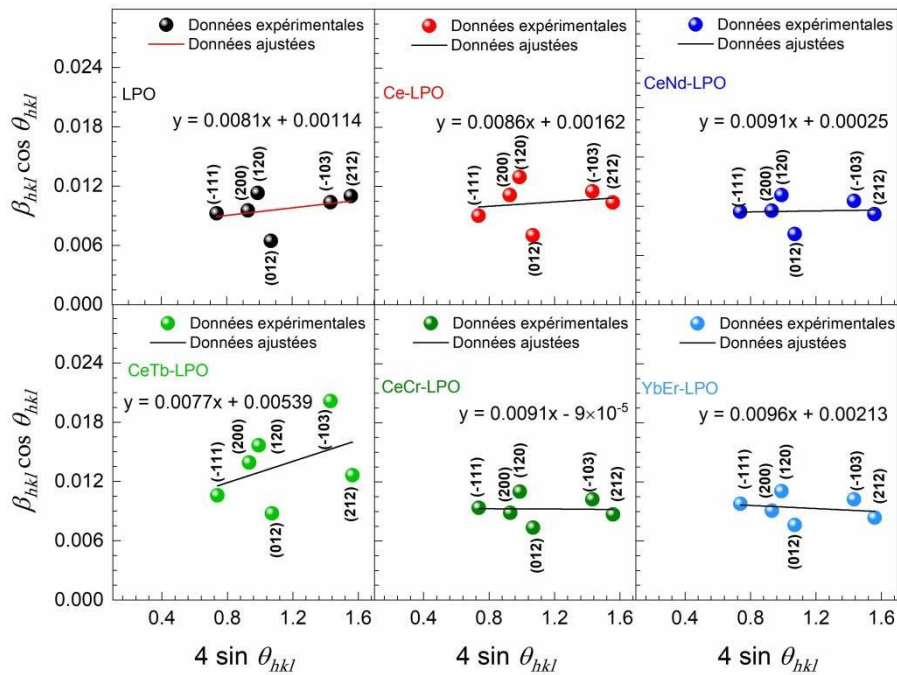 Données expérimentales
Données ajustées
LPO
y = 0.0081x + 0.00114
(-111)
(200)
(120)
(012)
(-103)
(212)
Données expérimentales
Données ajustées
Ce-LPO
y = 0.0086x + 0.00162
(-111)
(200)
(120)
(012)
(-103)
(212)
Données expérimentales
Données ajustées
CeNd-LPO
y = 0.0091x + 0.00025
(-111)
(200)
(120)
(012)
(-103)
(212)
β_hkl cos θ_hkl
0.024
0.018
0.012
0.006
0.000
Données expérimentales
Données ajustées
CeTb-LPO
y = 0.0077x + 0.00539
(-111)
(200)
(120)
(012)
(-103)
(212)
Données expérimentales
Données ajustées
CeCr-LPO
y = 0.0091x - 9×10⁻⁵
(-111)
(200)
(120)
(012)
(-103)
(212)
Données expérimentales
Données ajustées
YbEr-LPO
y = 0.0096x + 0.00213
(-111)
(200)
(120)
(012)
(-103)
(212)
β_hkl cos θ_hkl
0.024
0.018
0.012
0.006
0.000
0.4 0.8 1.2 1.6
0.4 0.8 1.2 1.6
0.4 0.8 1.2 1.6
4 sin θ_hkl
4 sin θ_hkl
4 sin θ_hkl